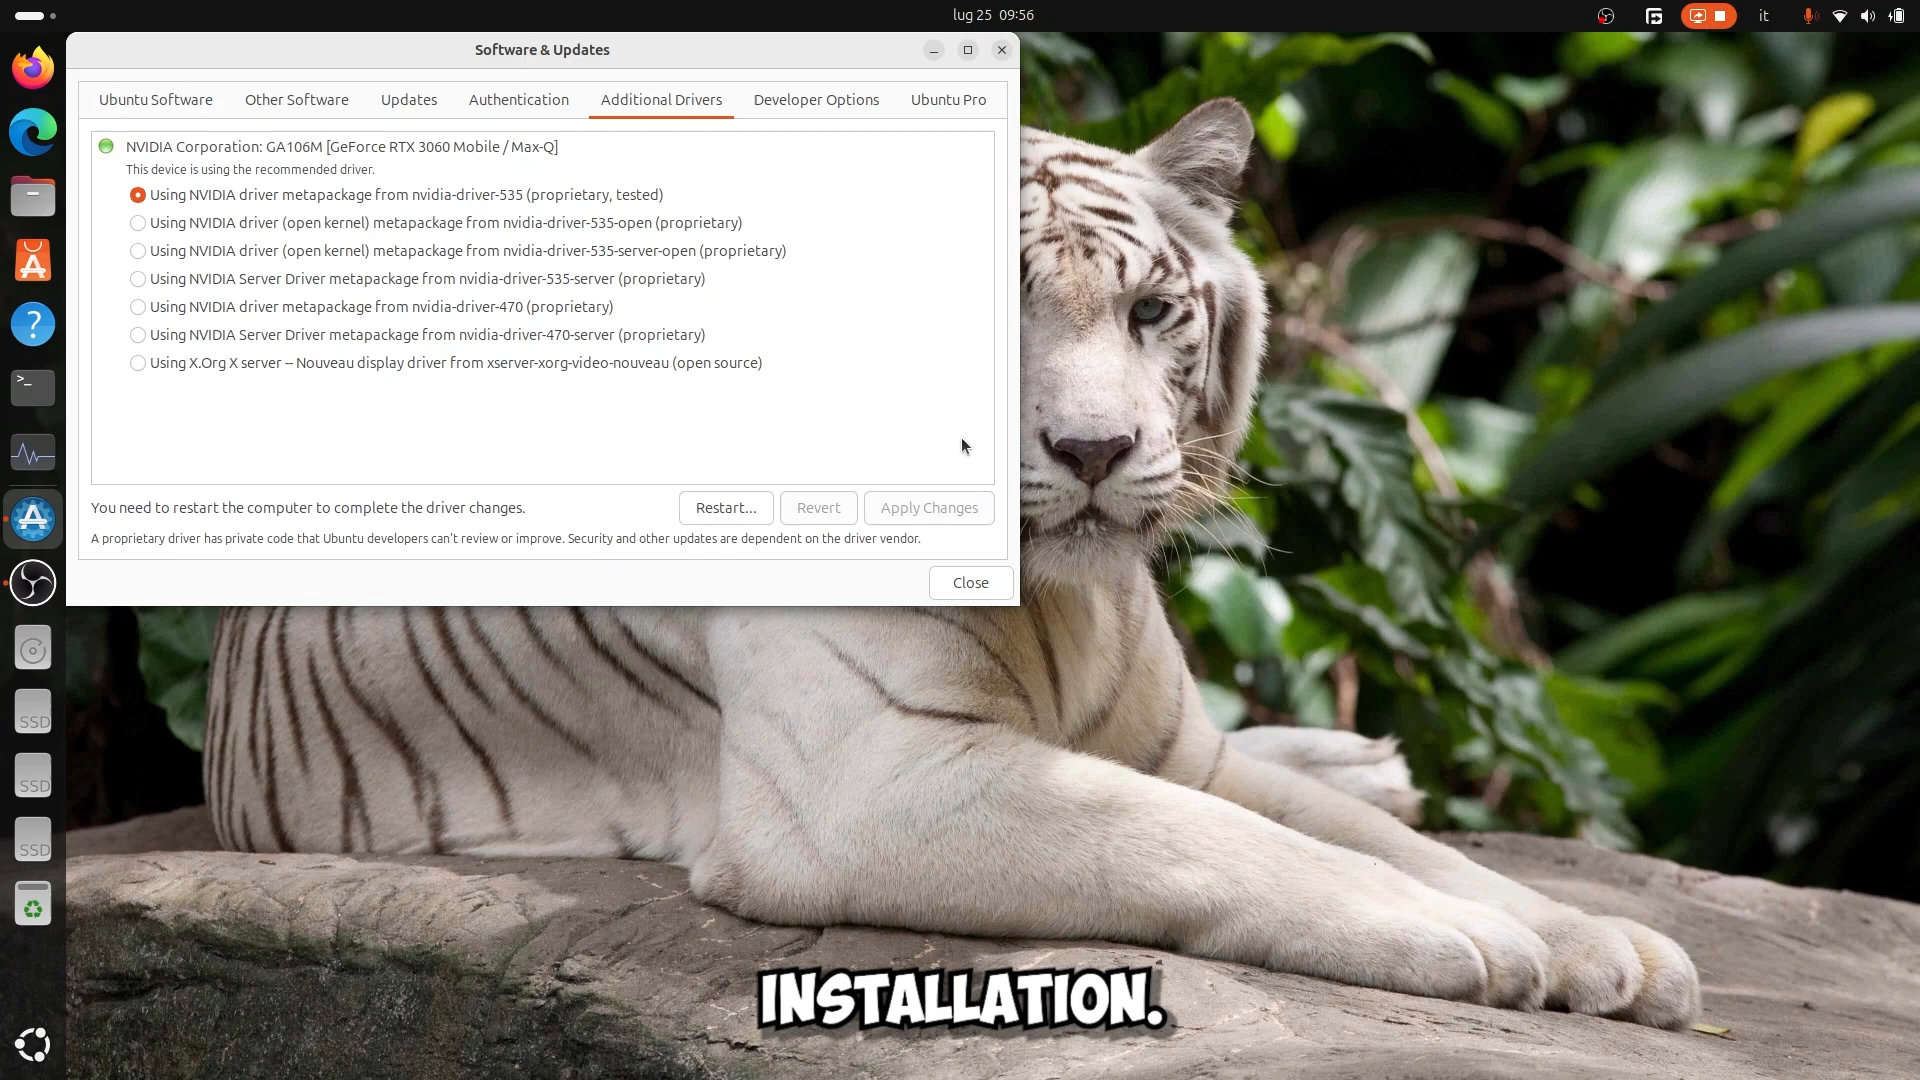 lug 25 09:56
it
Software & Updates
Ubuntu Software
Other Software
Updates
Authentication
Additional Drivers
Developer Options
Ubuntu Pro
NVIDIA Corporation: GA106M [GeForce RTX 3060 Mobile / Max-Q]
This device is using the recommended driver.
Using NVIDIA driver metapackage from nvidia-driver-535 (proprietary, tested)
Using NVIDIA driver (open kernel) metapackage from nvidia-driver-535-open (proprietary)
Using NVIDIA driver (open kernel) metapackage from nvidia-driver-535-server-open (proprietary)
Using NVIDIA Server Driver metapackage from nvidia-driver-535-server (proprietary)
Using NVIDIA driver metapackage from nvidia-driver-470 (proprietary)
Using NVIDIA Server Driver metapackage from nvidia-driver-470-server (proprietary)
Using X.Org X server -- Nouveau display driver from xserver-xorg-video-nouveau (open source)
You need to restart the computer to complete the driver changes.
Restart...
Revert
Apply Changes
A proprietary driver has private code that Ubuntu developers can't review or improve. Security and other updates are dependent on the driver vendor.
Close
SSD
SSD
SSD
INSTALLATION.